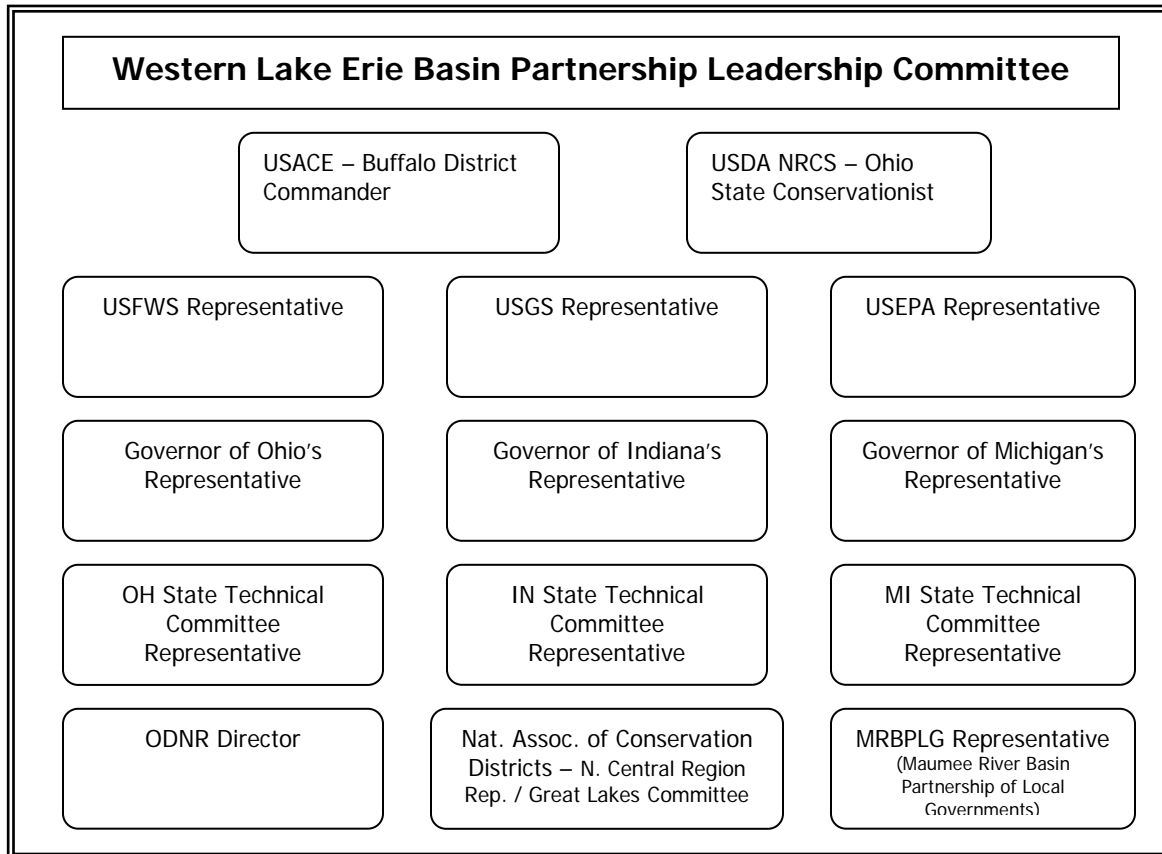 Western Lake Erie Basin Partnership Leadership Committee
USACE – Buffalo District
Commander
USDA NRCS – Ohio
State Conservationist
USFWS Representative
USGS Representative
USEPA Representative
Governor of Ohio's
Representative
Governor of Indiana's
Representative
Governor of Michigan's
Representative
OH State Technical
Committee
Representative
IN State Technical
Committee
Representative
MI State Technical
Committee
Representative
ODNR Director
Nat. Assoc. of Conservation
Districts – N. Central Region
Rep. / Great Lakes Committee
MRBPLG Representative
(Maumee River Basin
Partnership of Local
Governments)